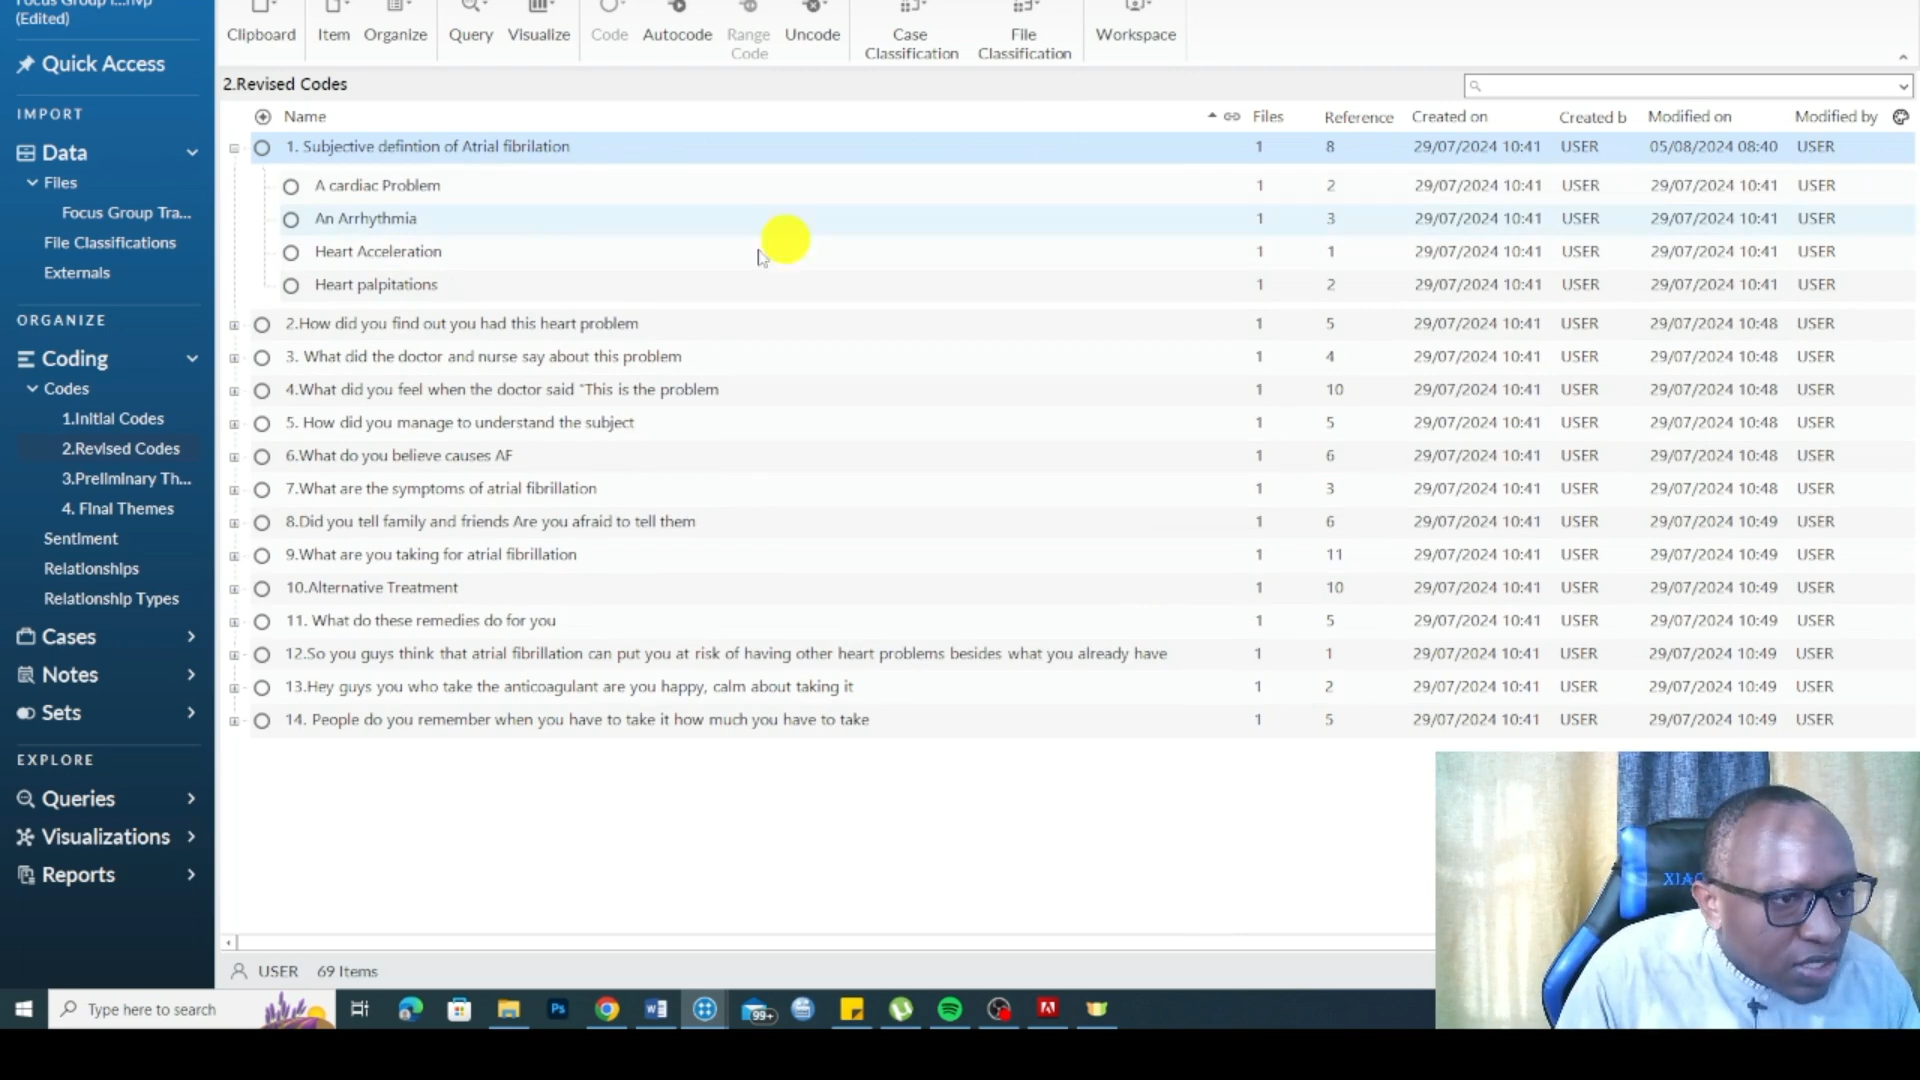 Focus Group I...nvp
(Edited)
Quick Access
IMPORT
Data
Files
Focus Group Tra...
File Classifications
Externals
ORGANIZE
Coding
Codes
1.Initial Codes
2.Revised Codes
3.Preliminary Th...
4. Final Themes
Sentiment
Relationships
Relationship Types
Cases
Notes
Sets
EXPLORE
Queries
Visualizations
Reports
Clipboard Item Organize Query Visualize Code Autocode Range Code Uncode Case Classification File Classification Workspace
2.Revised Codes
Name Files Reference Created on Created b Modified on Modified by
1. Subjective defintion of Atrial fibrilation 1 8 29/07/2024 10:41 USER 05/08/2024 08:40 USER
A cardiac Problem 1 2 29/07/2024 10:41 USER 29/07/2024 10:41 USER
An Arrhythmia 1 3 29/07/2024 10:41 USER 29/07/2024 10:41 USER
Heart Acceleration 1 1 29/07/2024 10:41 USER 29/07/2024 10:41 USER
Heart palpitations 1 2 29/07/2024 10:41 USER 29/07/2024 10:41 USER
2.How did you find out you had this heart problem 1 5 29/07/2024 10:41 USER 29/07/2024 10:48 USER
3. What did the doctor and nurse say about this problem 1 4 29/07/2024 10:41 USER 29/07/2024 10:48 USER
4.What did you feel when the doctor said "This is the problem 1 10 29/07/2024 10:41 USER 29/07/2024 10:48 USER
5. How did you manage to understand the subject 1 5 29/07/2024 10:41 USER 29/07/2024 10:48 USER
6.What do you believe causes AF 1 6 29/07/2024 10:41 USER 29/07/2024 10:48 USER
7.What are the symptoms of atrial fibrillation 1 3 29/07/2024 10:41 USER 29/07/2024 10:48 USER
8.Did you tell family and friends Are you afraid to tell them 1 6 29/07/2024 10:41 USER 29/07/2024 10:49 USER
9.What are you taking for atrial fibrillation 1 11 29/07/2024 10:41 USER 29/07/2024 10:49 USER
10.Alternative Treatment 1 10 29/07/2024 10:41 USER 29/07/2024 10:49 USER
11. What do these remedies do for you 1 5 29/07/2024 10:41 USER 29/07/2024 10:49 USER
12.So you guys think that atrial fibrillation can put you at risk of having other heart problems besides what you already have 1 1 29/07/2024 10:41 USER 29/07/2024 10:49 USER
13.Hey guys you who take the anticoagulant are you happy, calm about taking it 1 2 29/07/2024 10:41 USER 29/07/2024 10:49 USER
14. People do you remember when you have to take it how much you have to take 1 5 29/07/2024 10:41 USER 29/07/2024 10:49 USER
USER 69 Items
Type here to search
Ps
99+